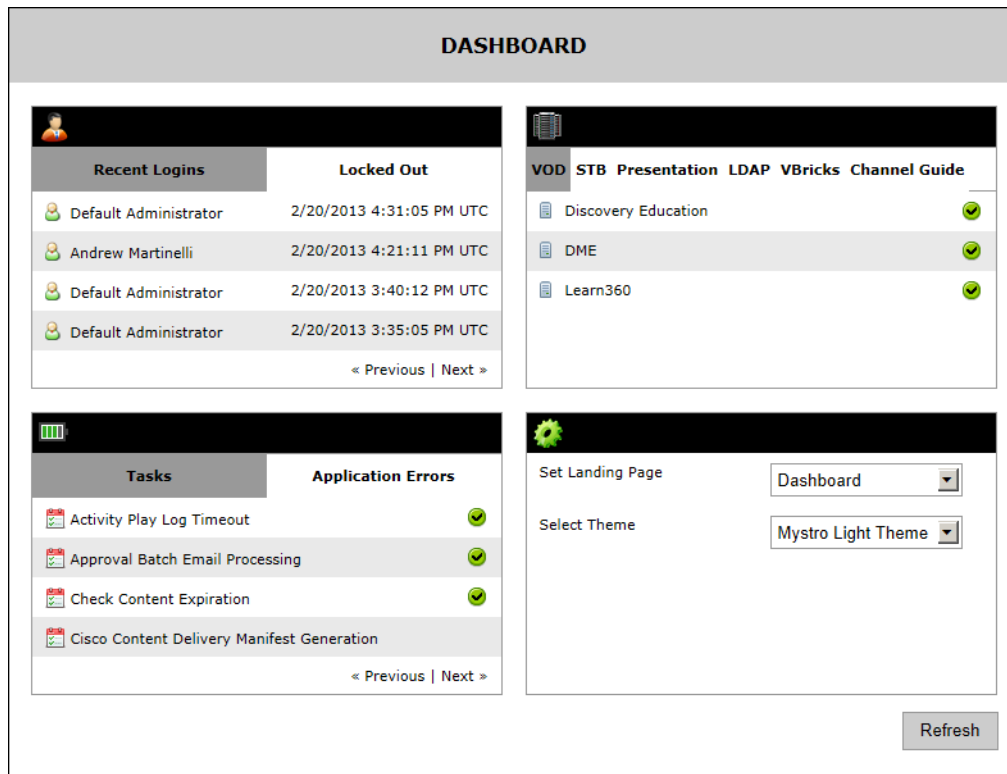 DASHBOARD
Recent Logins Locked Out
Default Administrator 2/20/2013 4:31:05 PM UTC
Andrew Martinelli 2/20/2013 4:21:11 PM UTC
Default Administrator 2/20/2013 3:40:12 PM UTC
Default Administrator 2/20/2013 3:35:05 PM UTC
« Previous | Next »
VOD STB Presentation LDAP VBricks Channel Guide
Discovery Education
DME
Learn360
Tasks Application Errors
Activity Play Log Timeout
Approval Batch Email Processing
Check Content Expiration
Cisco Content Delivery Manifest Generation
« Previous | Next »
Set Landing Page Dashboard
Select Theme Mystro Light Theme
Refresh